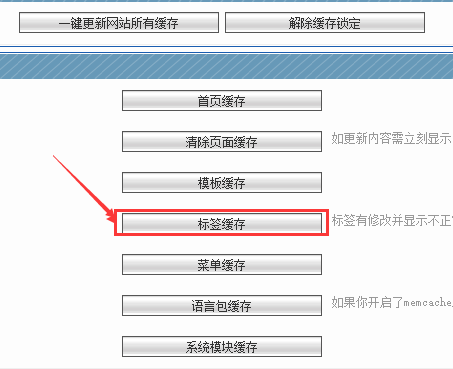 一键更新网站所有缓存 解除缓存锁定
首页缓存
清除页面缓存 如更新内容需立刻显示
模板缓存
标签缓存 标签有修改并显示不正
菜单缓存
语言包缓存 如果你开启了memcache
系统模块缓存